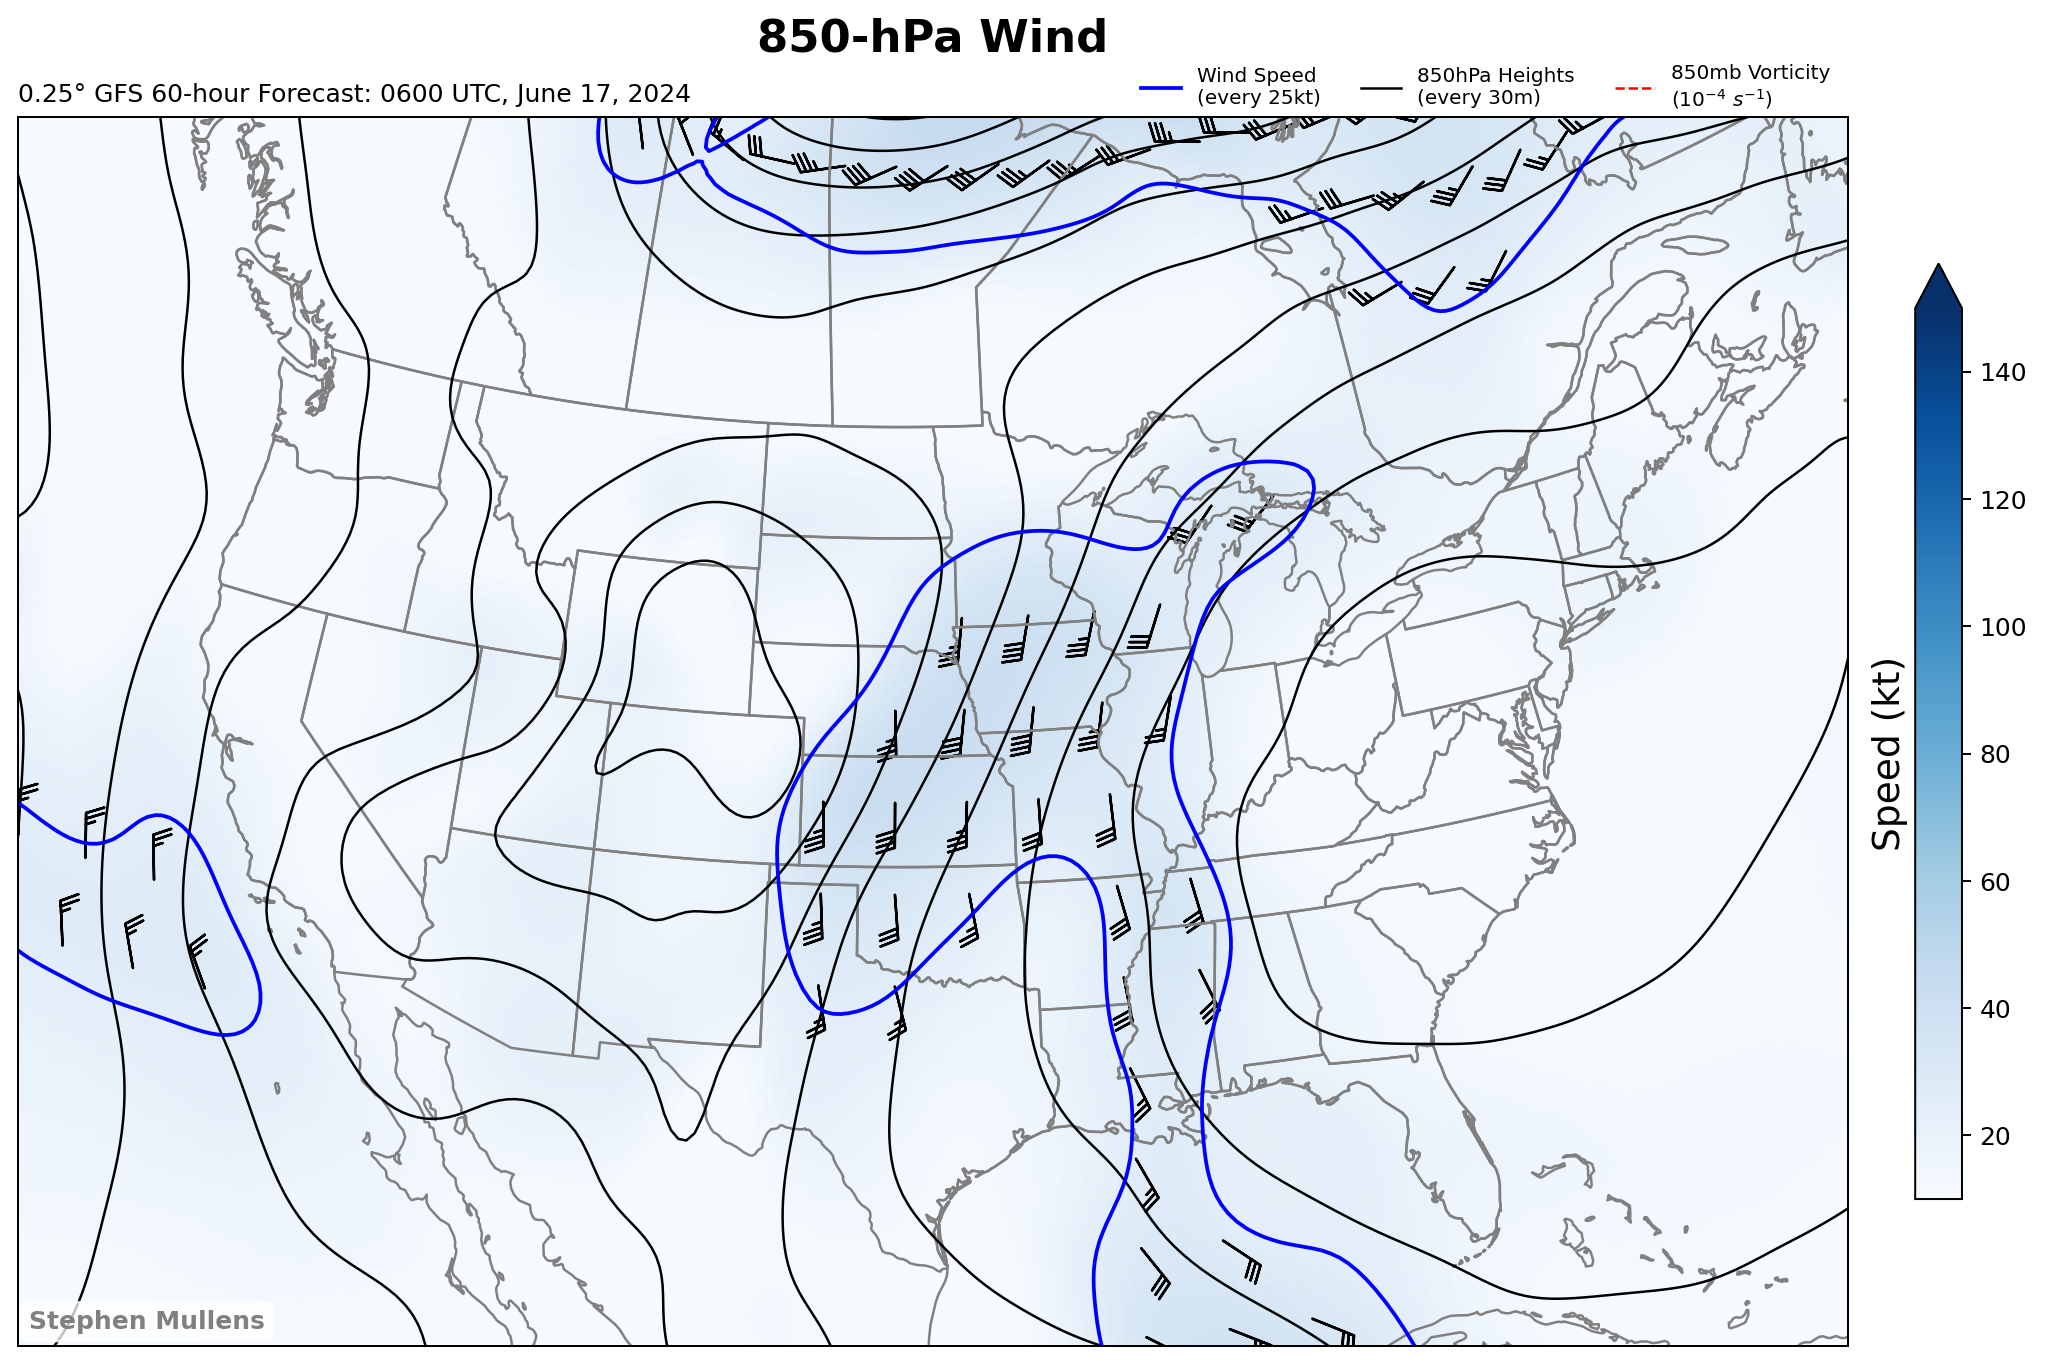 850-hPa Wind
0.25° GFS 60-hour Forecast: 0600 UTC, June 17, 2024
Wind Speed
(every 25kt)
850hPa Heights
(every 30m)
850mb Vorticity
(10⁻⁴ s⁻¹)
140
120
100
80
60
40
20
Speed (kt)
Stephen Mullens